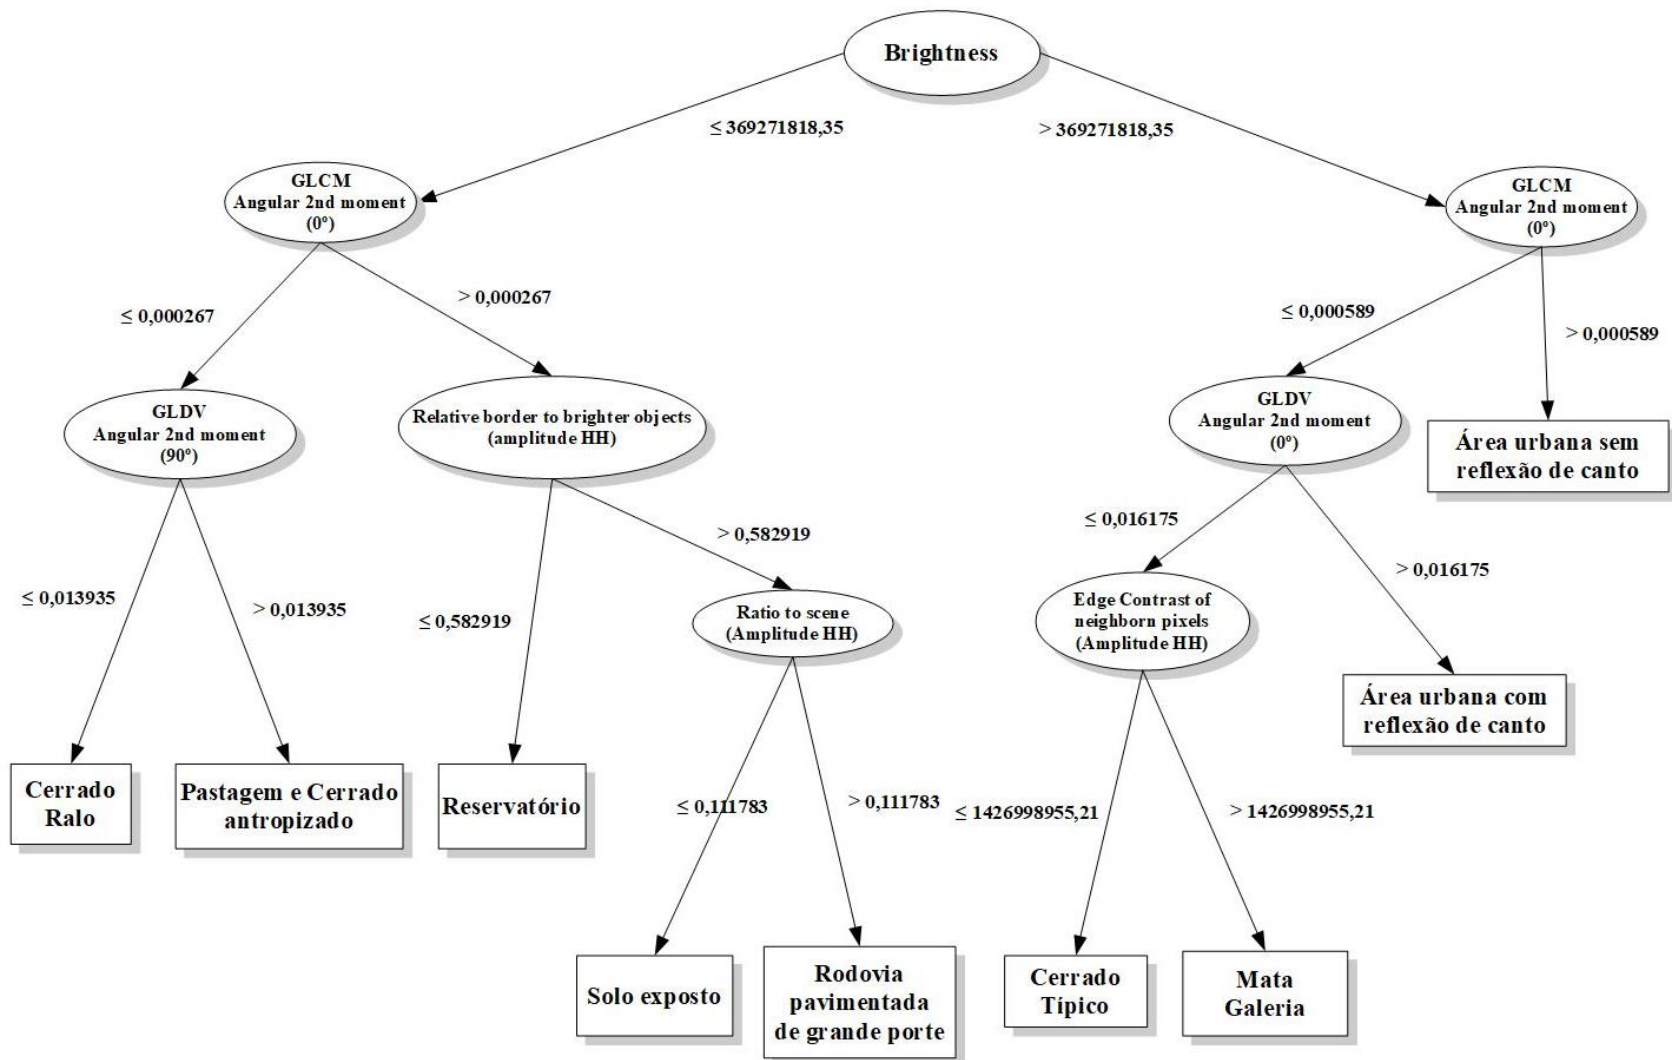 Brightness
≤ 369271818,35
> 369271818,35
GLCM
Angular 2nd moment
(0º)
GLCM
Angular 2nd moment
(0º)
≤ 0,000267
> 0,000267
≤ 0,000589
> 0,000589
GLDV
Angular 2nd moment
(90º)
Relative border to brighter objects
(amplitude HH)
GLDV
Angular 2nd moment
(0º)
Área urbana sem
reflexão de canto
≤ 0,013935
> 0,013935
≤ 0,582919
> 0,582919
≤ 0,016175
> 0,016175
Ratio to scene
(Amplitude HH)
Edge Contrast of
neighborn pixels
(Amplitude HH)
Área urbana com
reflexão de canto
Cerrado
Ralo
Pastagem e Cerrado
antropizado
Reservatório
≤ 0,111783
> 0,111783
≤ 1426998955,21
> 1426998955,21
Solo exposto
Rodovia
pavimentada
de grande porte
Cerrado
Típico
Mata
Galeria